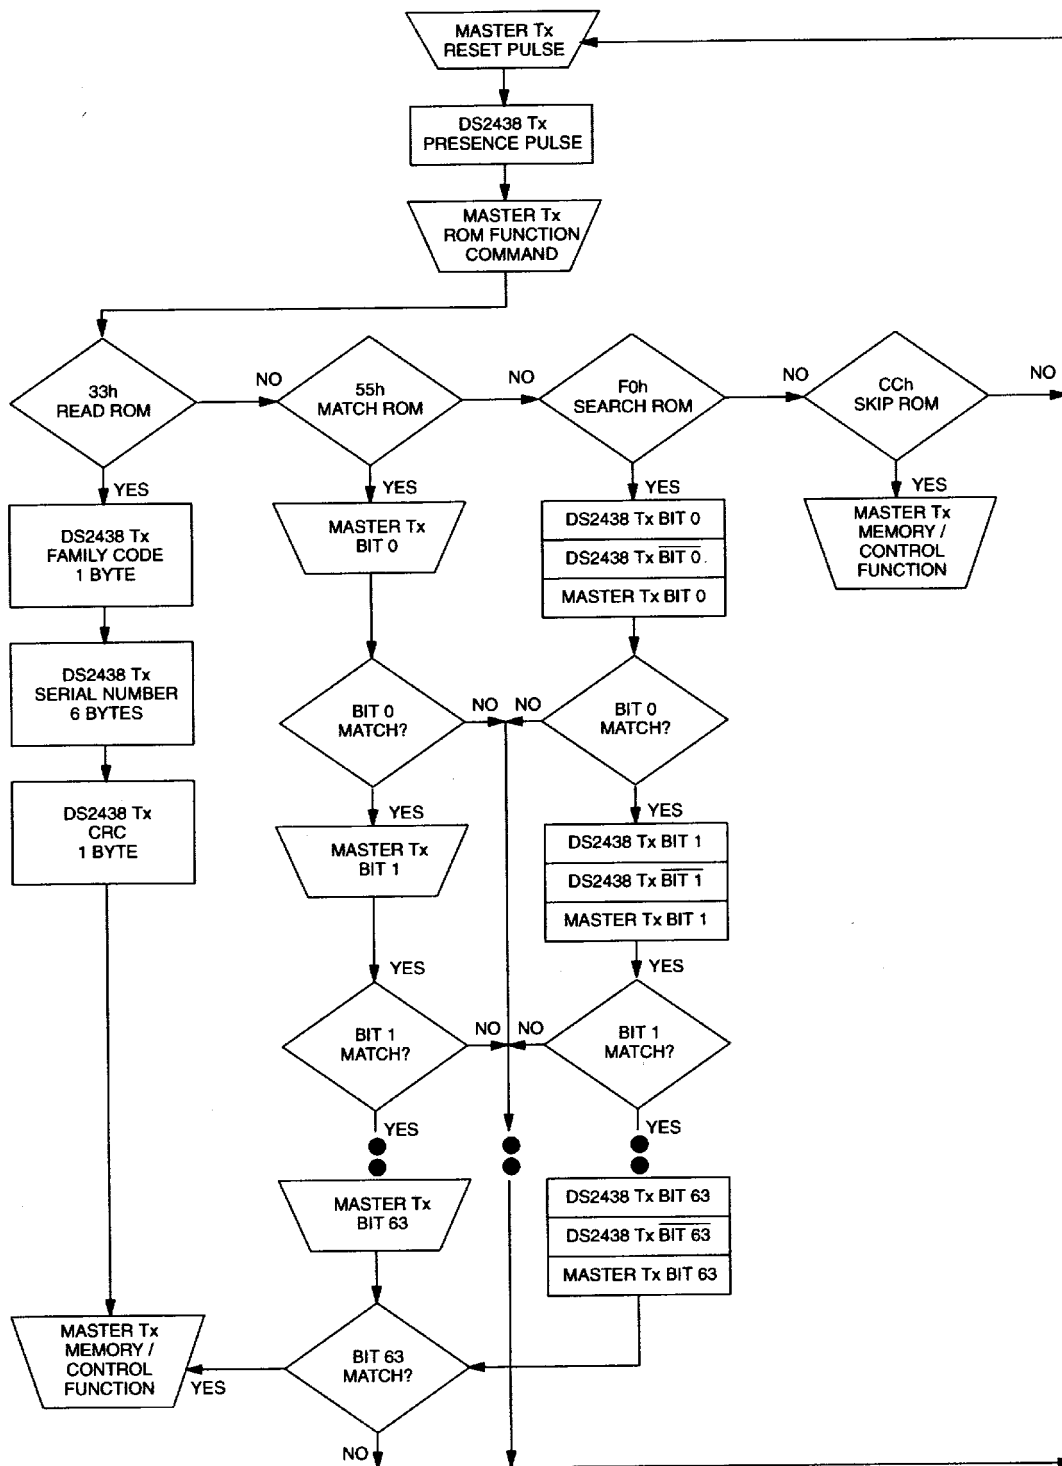 MASTER Tx
RESET PULSE
DS2438 Tx
PRESENCE PULSE
MASTER Tx
ROM FUNCTION
COMMAND
33h
READ ROM
NO
55h
MATCH ROM
NO
F0h
SEARCH ROM
NO
CCh
SKIP ROM
NO
YES
YES
YES
YES
DS2438 Tx
FAMILY CODE
1 BYTE
MASTER Tx
BIT 0
DS2438 Tx BIT 0
DS2438 Tx B̅I̅T̅ ̅0̅
MASTER Tx BIT 0
MASTER Tx
MEMORY /
CONTROL
FUNCTION
DS2438 Tx
SERIAL NUMBER
6 BYTES
BIT 0
MATCH?
NO
NO
BIT 0
MATCH?
YES
YES
DS2438 Tx
CRC
1 BYTE
MASTER Tx
BIT 1
DS2438 Tx BIT 1
DS2438 Tx B̅I̅T̅ ̅1̅
MASTER Tx BIT 1
YES
YES
BIT 1
MATCH?
NO
NO
BIT 1
MATCH?
YES
YES
MASTER Tx
BIT 63
DS2438 Tx BIT 63
DS2438 Tx B̅I̅T̅ ̅6̅3̅
MASTER Tx BIT 63
MASTER Tx
MEMORY /
CONTROL
FUNCTION
YES
BIT 63
MATCH?
NO